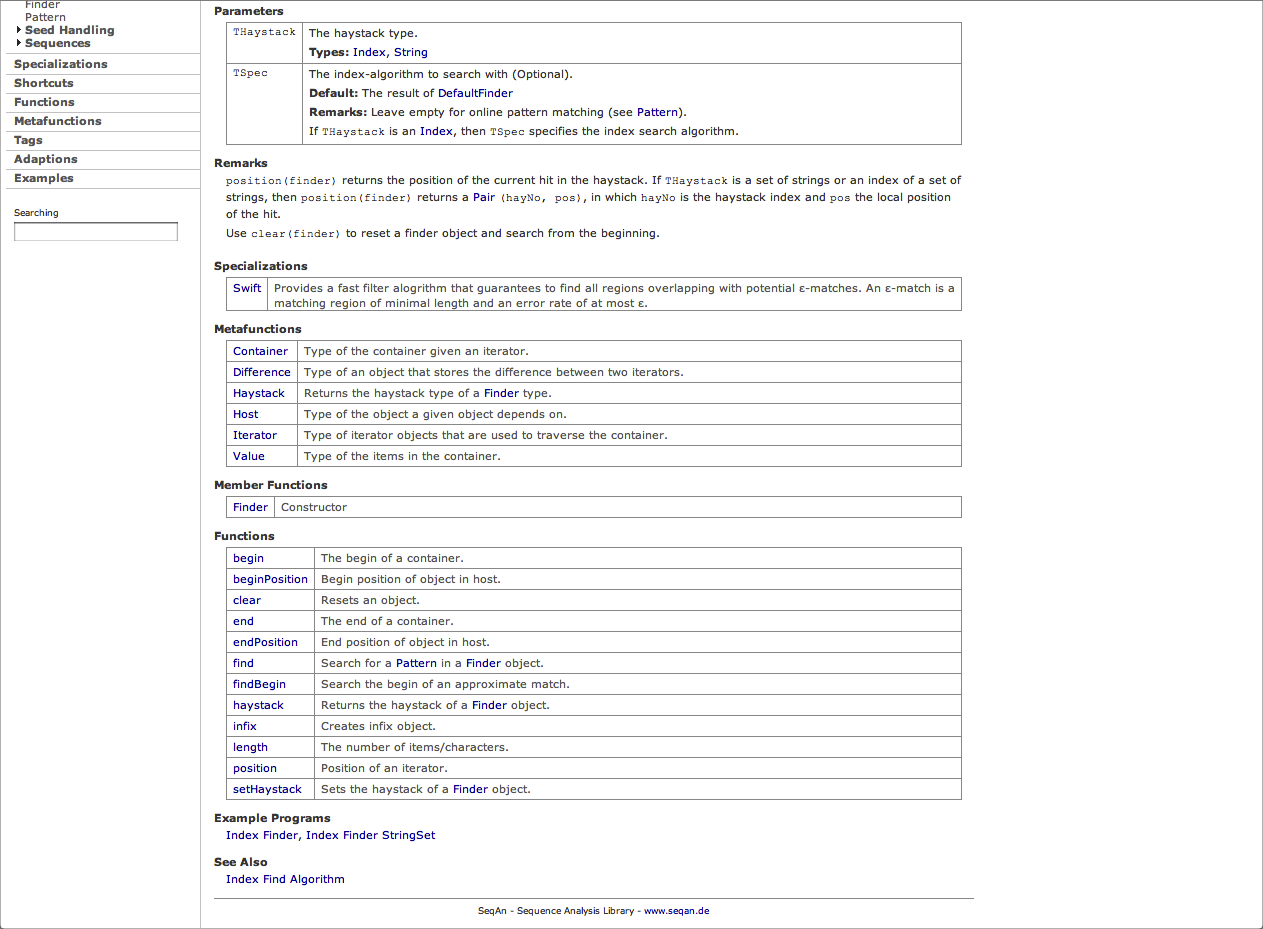 Finder
Pattern
Seed Handling
Sequences
Specializations
Shortcuts
Functions
Metafunctions
Tags
Adaptions
Examples
Searching
Parameters
THaystack The haystack type.
Types: Index, String
TSpec The index-algorithm to search with (Optional).
Default: The result of DefaultFinder
Remarks: Leave empty for online pattern matching (see Pattern).
If THaystack is an Index, then TSpec specifies the index search algorithm.
Remarks
position(finder) returns the position of the current hit in the haystack. If THaystack is a set of strings or an index of a set of
strings, then position(finder) returns a Pair (hayNo, pos), in which hayNo is the haystack index and pos the local position
of the hit.
Use clear(finder) to reset a finder object and search from the beginning.
Specializations
Swift Provides a fast filter alogrithm that guarantees to find all regions overlapping with potential ε-matches. An ε-match is a
matching region of minimal length and an error rate of at most ε.
Metafunctions
Container Type of the container given an iterator.
Difference Type of an object that stores the difference between two iterators.
Haystack Returns the haystack type of a Finder type.
Host Type of the object a given object depends on.
Iterator Type of iterator objects that are used to traverse the container.
Value Type of the items in the container.
Member Functions
Finder Constructor
Functions
begin The begin of a container.
beginPosition Begin position of object in host.
clear Resets an object.
end The end of a container.
endPosition End position of object in host.
find Search for a Pattern in a Finder object.
findBegin Search the begin of an approximate match.
haystack Returns the haystack of a Finder object.
infix Creates infix object.
length The number of items/characters.
position Position of an iterator.
setHaystack Sets the haystack of a Finder object.
Example Programs
Index Finder, Index Finder StringSet
See Also
Index Find Algorithm
SeqAn - Sequence Analysis Library - www.seqan.de